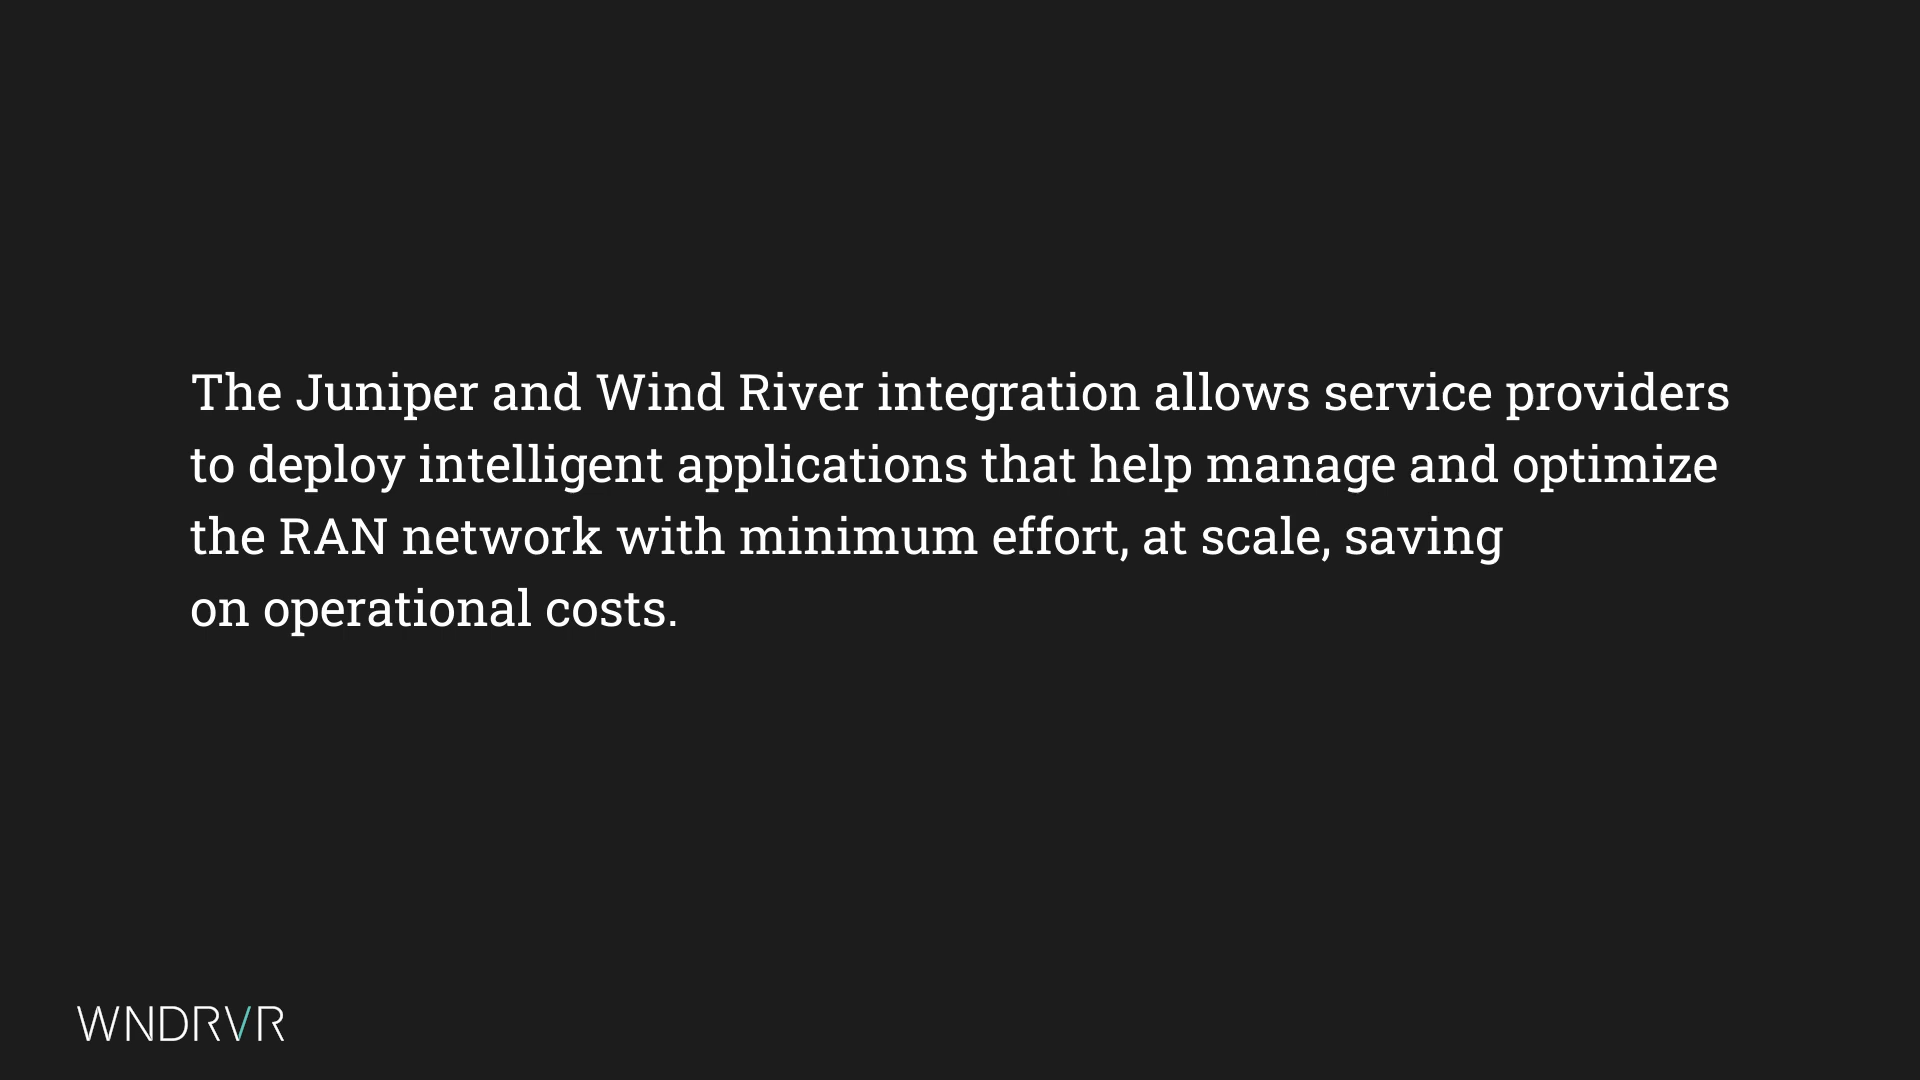 The Juniper and Wind River integration allows service providers
to deploy intelligent applications that help manage and optimize
the RAN network with minimum effort, at scale, saving
on operational costs.
WNDRVR